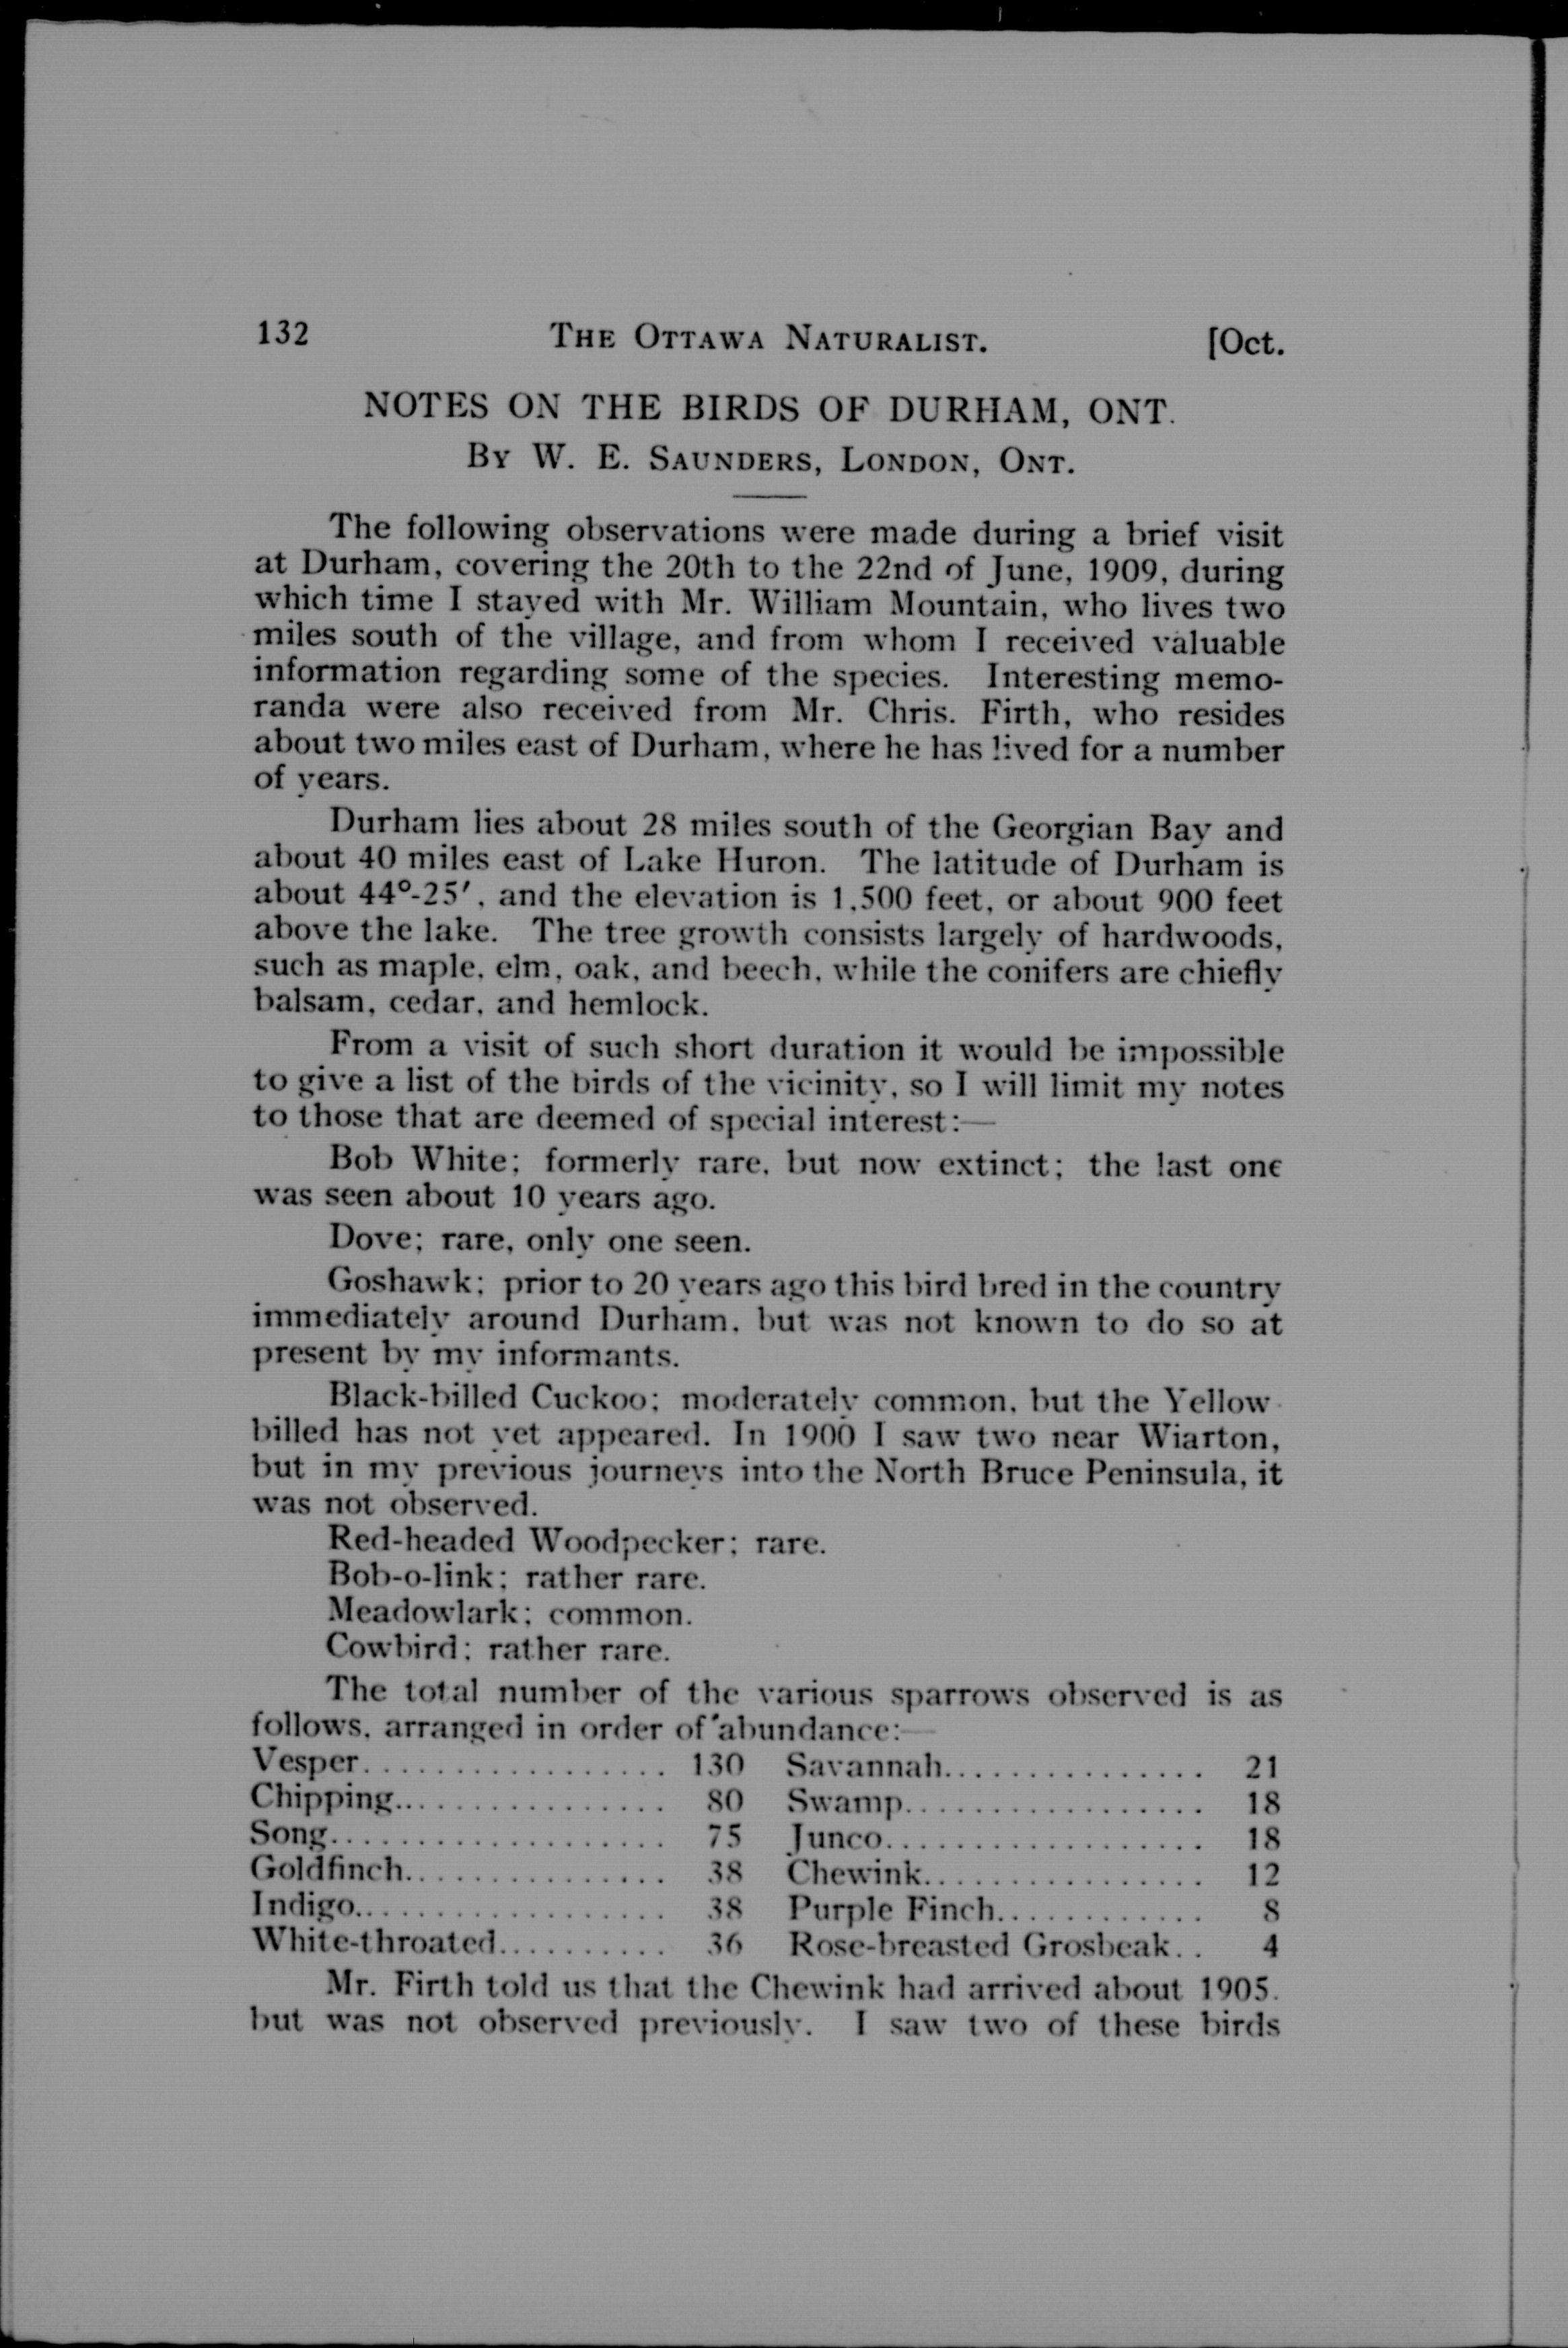 132 THE OTTAWA NATURALIST. [Oct.
NOTES ON THE BIRDS OF DURHAM, ONT.
BY W. E. SAUNDERS, LONDON, ONT.
The following observations were made during a brief visit
at Durham, covering the 20th to the 22nd of June, 1909, during
which time I stayed with Mr. William Mountain, who lives two
miles south of the village, and from whom I received valuable
information regarding some of the species. Interesting memo-
randa were also received from Mr. Chris. Firth, who resides
about two miles east of Durham, where he has lived for a number
of years.
Durham lies about 28 miles south of the Georgian Bay and
about 40 miles east of Lake Huron. The latitude of Durham is
about 44°-25′, and the elevation is 1,500 feet, or about 900 feet
above the lake. The tree growth consists largely of hardwoods,
such as maple, elm, oak, and beech, while the conifers are chiefly
balsam, cedar, and hemlock.
From a visit of such short duration it would be impossible
to give a list of the birds of the vicinity, so I will limit my notes
to those that are deemed of special interest:—
Bob White; formerly rare, but now extinct; the last one
was seen about 10 years ago.
Dove; rare, only one seen.
Goshawk; prior to 20 years ago this bird bred in the country
immediately around Durham, but was not known to do so at
present by my informants.
Black-billed Cuckoo; moderately common, but the Yellow-
billed has not yet appeared. In 1900 I saw two near Wiarton,
but in my previous journeys into the North Bruce Peninsula, it
was not observed.
Red-headed Woodpecker; rare.
Bob-o-link; rather rare.
Meadowlark; common.
Cowbird; rather rare.
The total number of the various sparrows observed is as
follows, arranged in order of abundance:—
Vesper.................. 130 Savannah............... 21
Chipping................ 80 Swamp................. 18
Song.................... 75 Junco.................. 18
Goldfinch............... 38 Chewink................ 12
Indigo.................. 38 Purple Finch............ 8
White-throated.......... 36 Rose-breasted Grosbeak.. 4
Mr. Firth told us that the Chewink had arrived about 1905.
but was not observed previously. I saw two of these birds